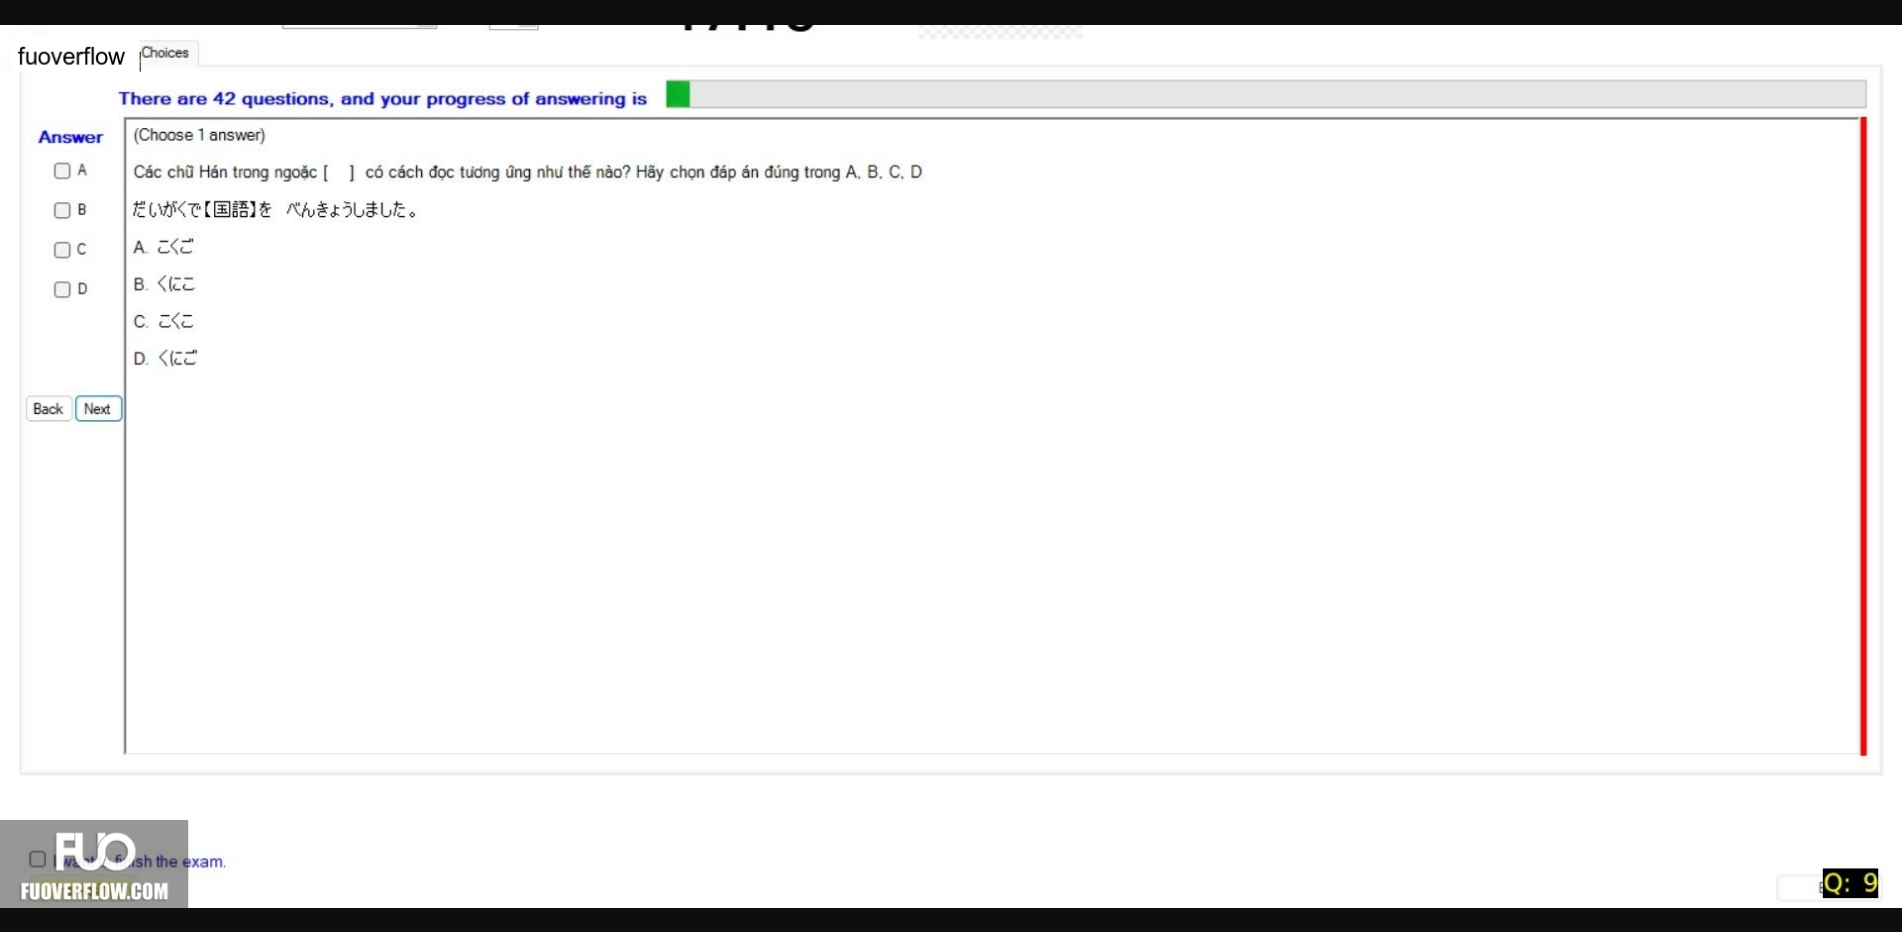 fuoverflow
Choices
There are 42 questions, and your progress of answering is
Answer
(Choose 1 answer)
A
Các chữ Hán trong ngoặc [ ] có cách đọc tương ứng như thế nào? Hãy chọn đáp án đúng trong A, B, C, D
B
だいがくで【国語】を べんきょうしました。
C
A. こくご
D
B. くにこ
C. こくこ
D. くにご
Back Next
FUO
finish the exam.
FUOVERFLOW.COM
Q: 9